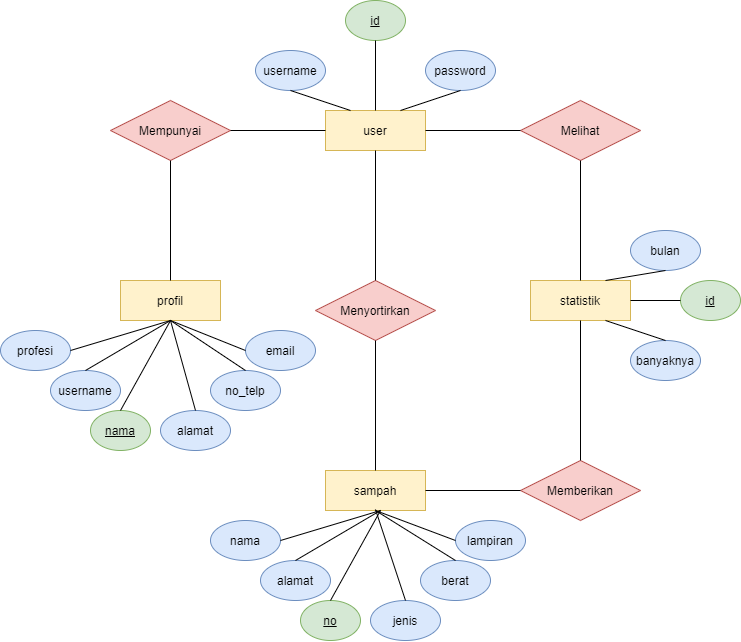 id
username
password
Mempunyai
user
Melihat
bulan
profil
Menyortirkan
statistik
id
profesi
email
banyaknya
username
no_telp
nama
alamat
sampah
Memberikan
nama
lampiran
alamat
berat
no
jenis